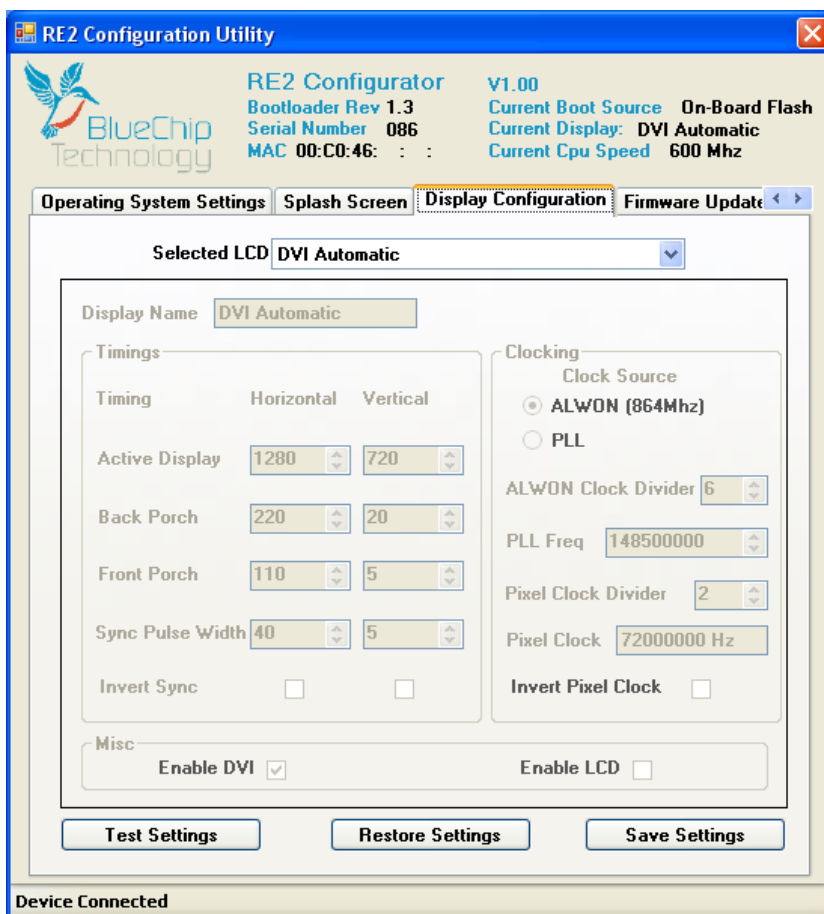 RE2 Configuration Utility
RE2 Configurator V1.00
Bootloader Rev 1.3 Current Boot Source On-Board Flash
Serial Number 086 Current Display: DVI Automatic
MAC 00:C0:46: : : Current Cpu Speed 600 Mhz
BlueChip
Technology
Operating System Settings Splash Screen Display Configuration Firmware Update
Selected LCD DVI Automatic
Display Name DVI Automatic
Timings Clocking
Clock Source
Timing Horizontal Vertical ALWON (864Mhz)
PLL
Active Display 1280 720
ALWON Clock Divider 6
Back Porch 220 20
PLL Freq 148500000
Front Porch 110 5
Pixel Clock Divider 2
Sync Pulse Width 40 5 Pixel Clock 72000000 Hz
Invert Sync Invert Pixel Clock
Misc
Enable DVI Enable LCD
Test Settings Restore Settings Save Settings
Device Connected